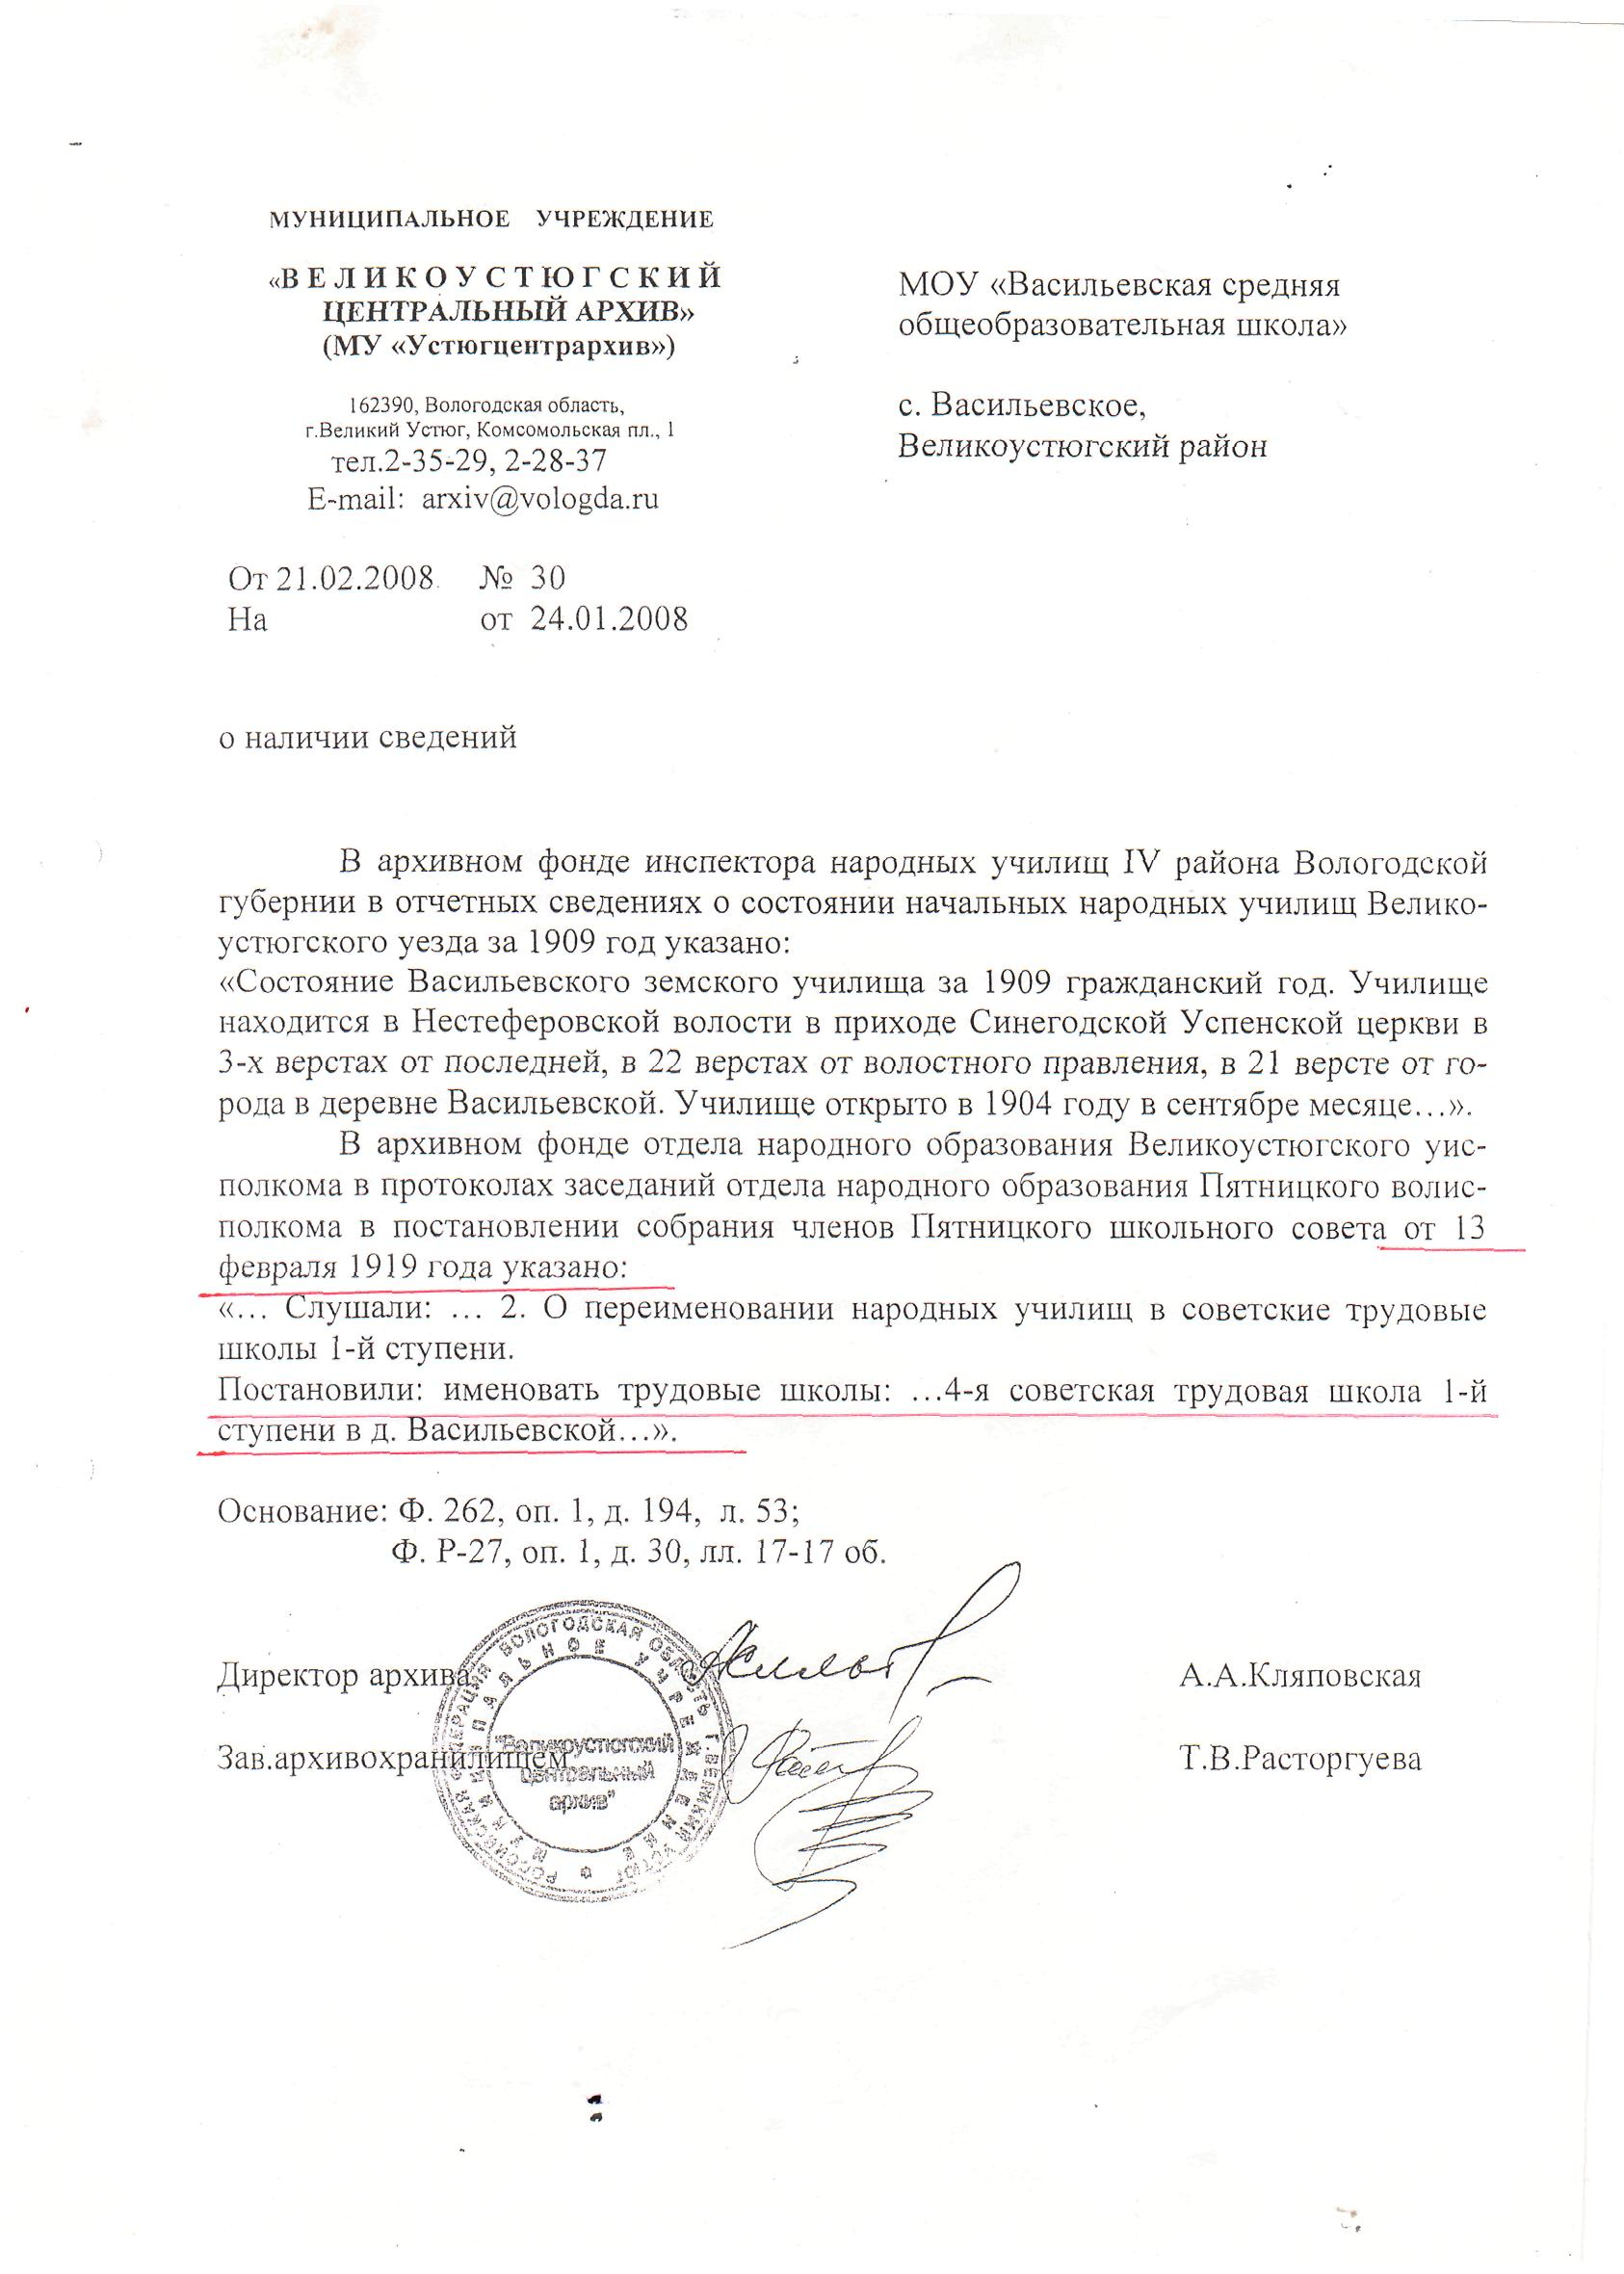 МУНИЦИПАЛЬНОЕ УЧРЕЖДЕНИЕ
«ВЕЛИКОУСТЮГСКИЙ
ЦЕНТРАЛЬНЫЙ АРХИВ»
(МУ «Устюгцентрархив»)
162390, Вологодская область,
г.Великий Устюг, Комсомольская пл., 1
тел.2-35-29, 2-28-37
E-mail: arxiv@vologda.ru
От 21.02.2008 № 30
На от 24.01.2008
МОУ «Васильевская средняя
общеобразовательная школа»
с. Васильевское,
Великоустюгский район
о наличии сведений
В архивном фонде инспектора народных училищ IV района Вологодской
губернии в отчетных сведениях о состоянии начальных народных училищ Велико-
устюгского уезда за 1909 год указано:
«Состояние Васильевского земского училища за 1909 гражданский год. Училище
находится в Нестеферовской волости в приходе Синегодской Успенской церкви в
3-х верстах от последней, в 22 верстах от волостного правления, в 21 версте от го-
рода в деревне Васильевской. Училище открыто в 1904 году в сентябре месяце…».
В архивном фонде отдела народного образования Великоустюгского уис-
полкома в протоколах заседаний отдела народного образования Пятницкого волис-
полкома в постановлении собрания членов Пятницкого школьного совета от 13
февраля 1919 года указано:
«… Слушали: … 2. О переименовании народных училищ в советские трудовые
школы 1-й ступени.
Постановили: именовать трудовые школы: …4-я советская трудовая школа 1-й
ступени в д. Васильевской…».
Основание: Ф. 262, оп. 1, д. 194, л. 53;
Ф. Р-27, оп. 1, д. 30, лл. 17-17 об.
Директор архива А.А.Кляповская
Зав.архивохранилищем Т.В.Расторгуева
РОССИЙСКАЯ ФЕДЕРАЦИЯ ВОЛОГОДСКАЯ ОБЛАСТЬ Г.ВЕЛИКИЙ УСТЮГ
МУНИЦИПАЛЬНОЕ УЧРЕЖДЕНИЕ
"Великоустюгский
центральный
архив"